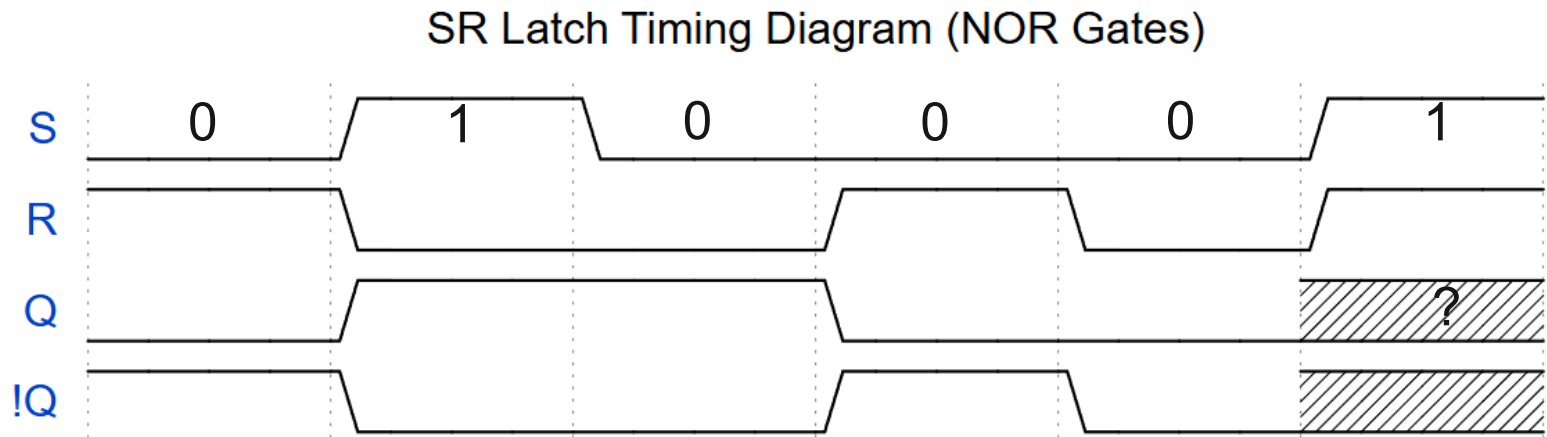 SR Latch Timing Diagram (NOR Gates)
S 0 1 0 0 0 1
R
Q ?
!Q